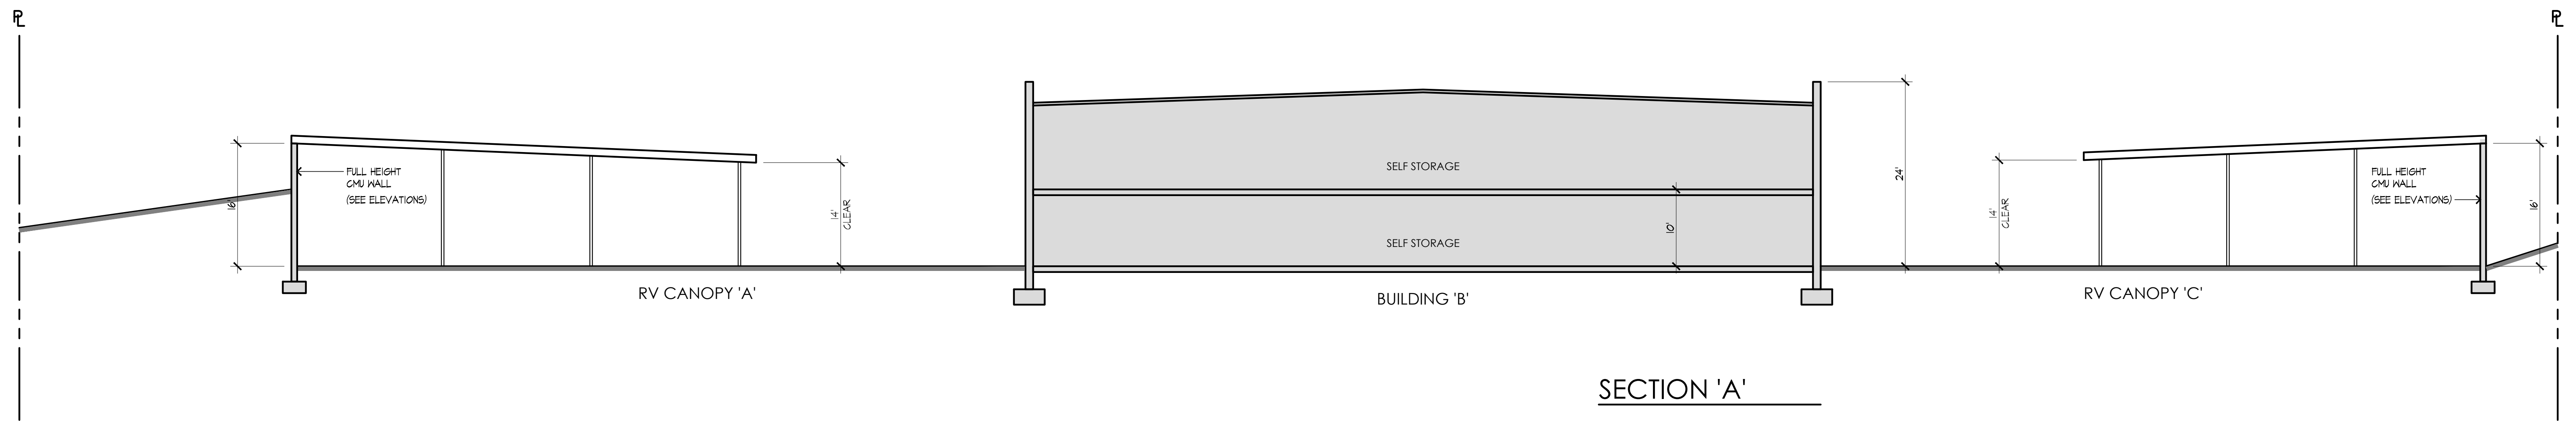 PL
PL
FULL HEIGHT
CMU WALL
(SEE ELEVATIONS)
16'
14'
CLEAR
RV CANOPY 'A'
SELF STORAGE
SELF STORAGE
10'
BUILDING 'B'
24'
14'
CLEAR
FULL HEIGHT
CMU WALL
(SEE ELEVATIONS)
16'
RV CANOPY 'C'
SECTION 'A'